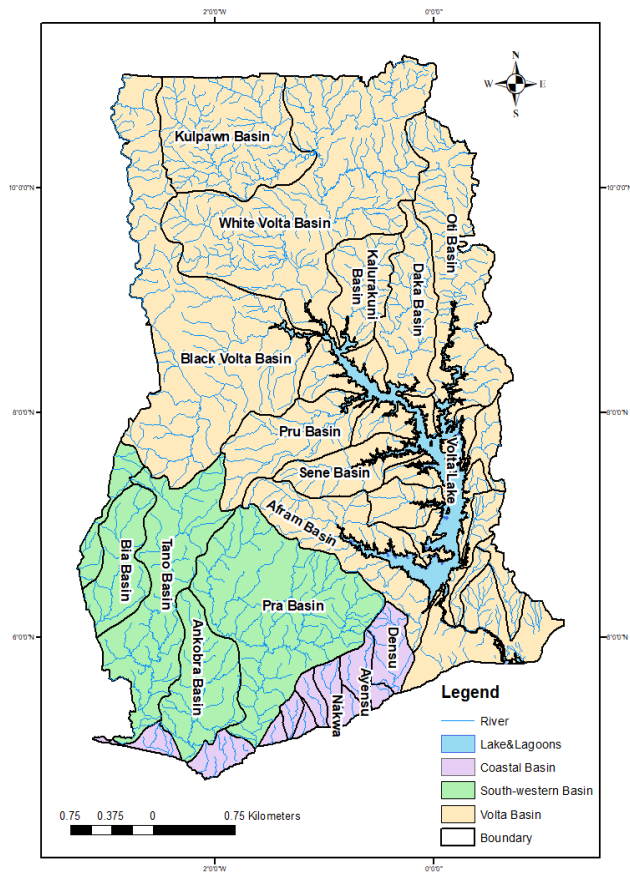 2°0'0"W 0°0'0"
N
W E
S
Kulpawn Basin
10°0'0"N 10°0'0"N
White Volta Basin
Oti Basin
Kalurakuni
Basin
Daka Basin
Black Volta Basin
8°0'0"N 8°0'0"N
Pru Basin
Volta Lake
Sene Basin
Afram Basin
Bia Basin
Tano Basin
Pra Basin
Ankobra Basin
6°0'0"N 6°0'0"N
Densu
Ayensu
Nakwa
Legend
River
Lake&Lagoons
Coastal Basin
South-western Basin
Volta Basin
Boundary
0.75 0.375 0 0.75 Kilometers
2°0'0"W 0°0'0"